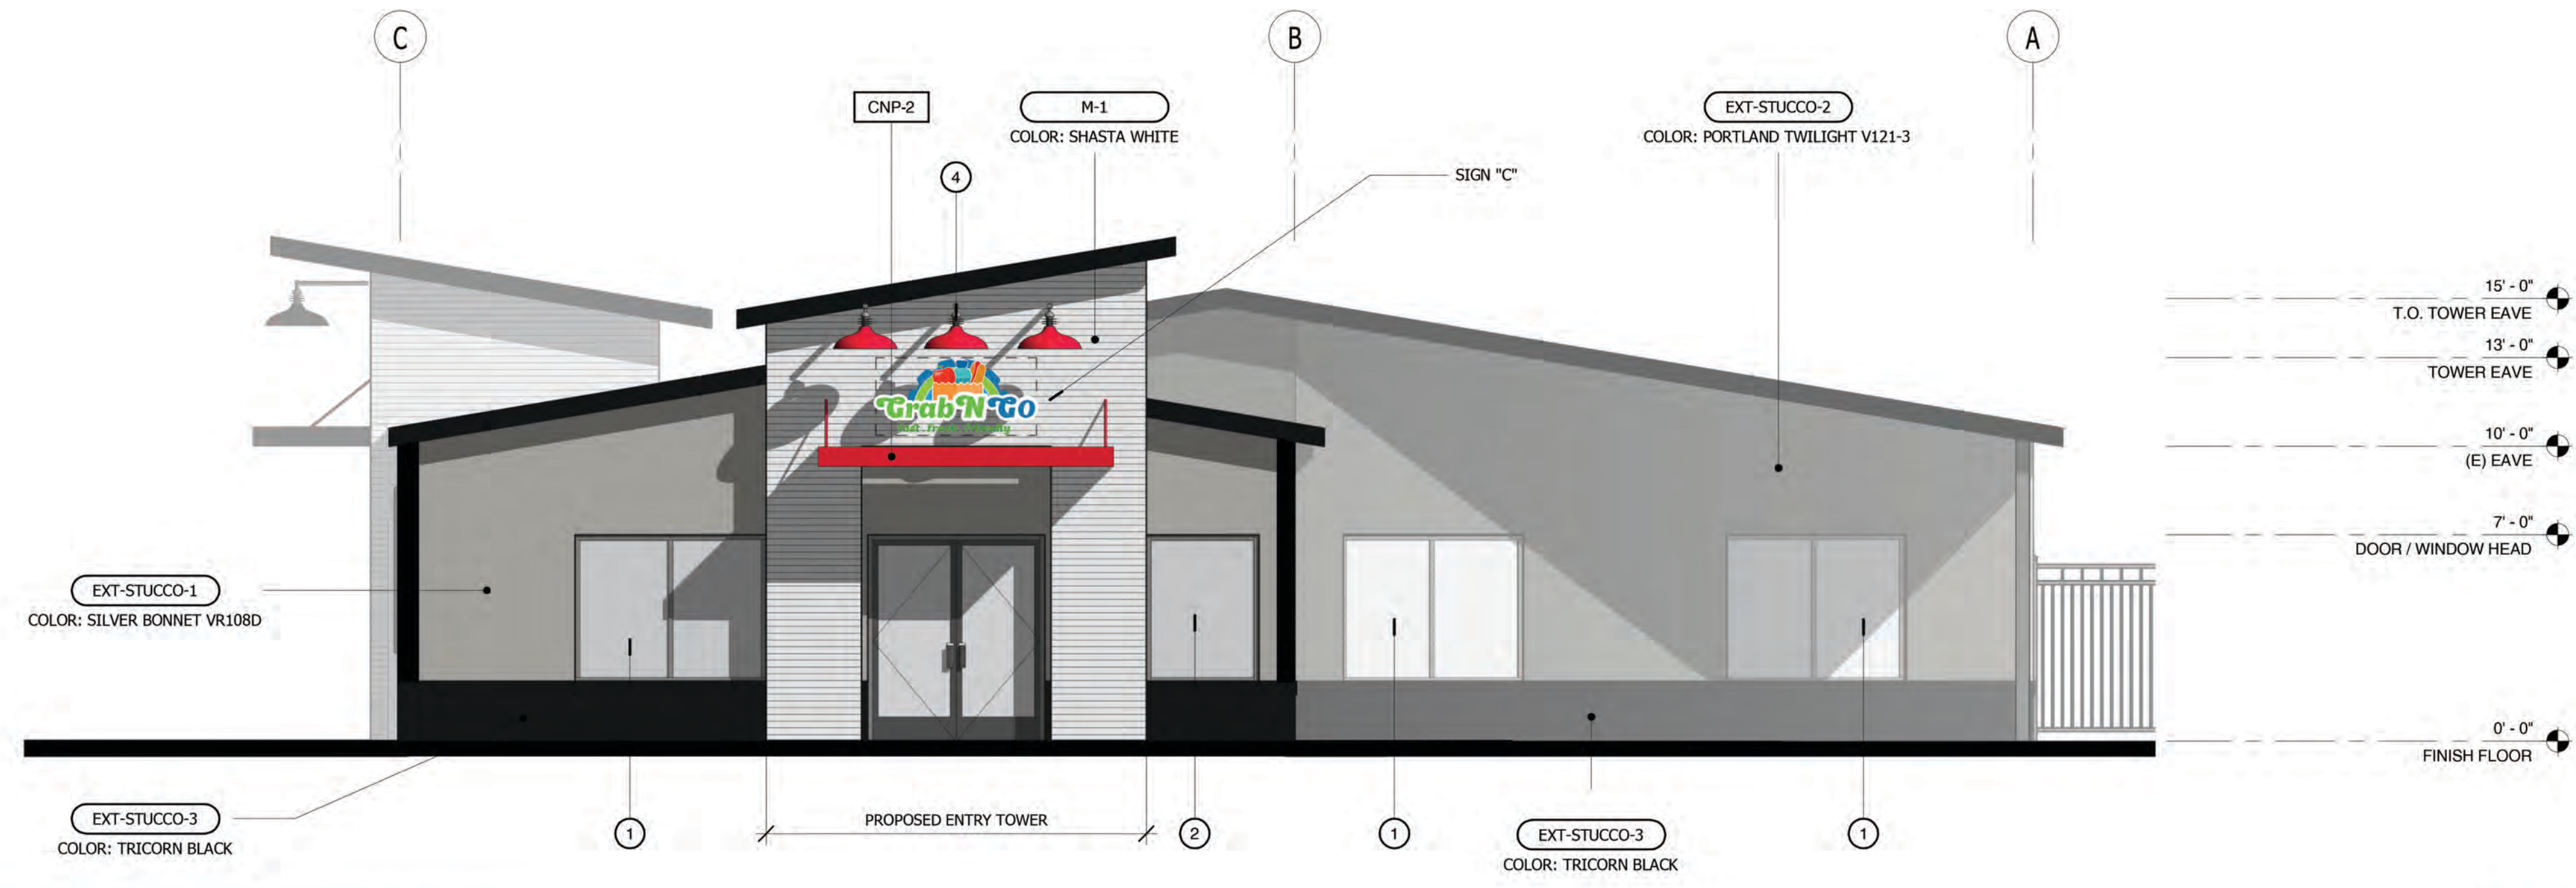 C
B
A
CNP-2
M-1
COLOR: SHASTA WHITE
EXT-STUCCO-2
COLOR: PORTLAND TWILIGHT V121-3
4
SIGN "C"
15' - 0"
T.O. TOWER EAVE
13' - 0"
TOWER EAVE
Grab N GO
10' - 0"
(E) EAVE
7' - 0"
DOOR / WINDOW HEAD
EXT-STUCCO-1
COLOR: SILVER BONNET VR108D
0' - 0"
FINISH FLOOR
EXT-STUCCO-3
COLOR: TRICORN BLACK
1
PROPOSED ENTRY TOWER
2
1
EXT-STUCCO-3
COLOR: TRICORN BLACK
1